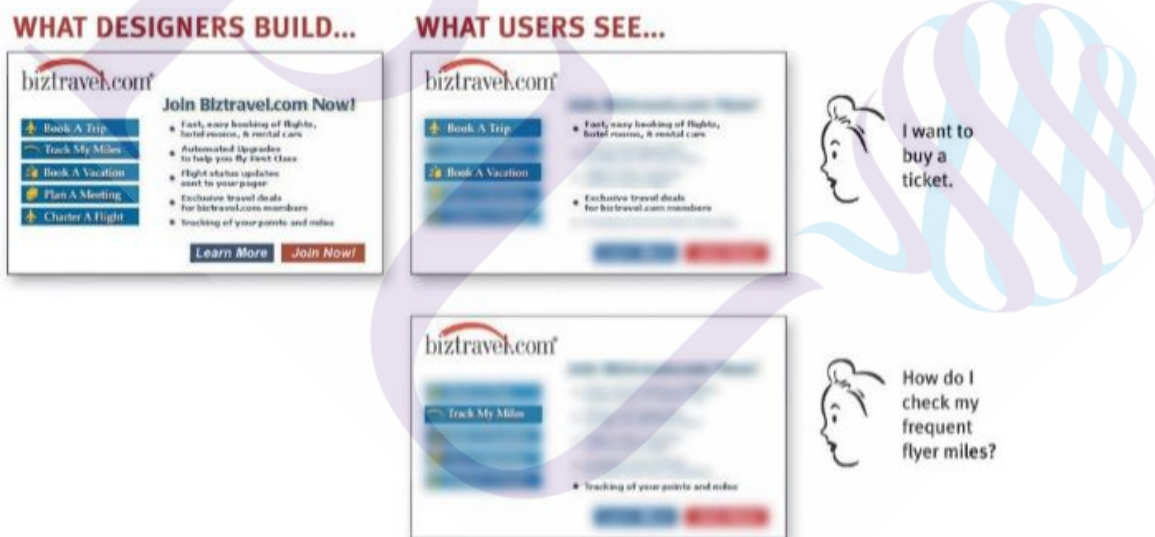 WHAT DESIGNERS BUILD...
WHAT USERS SEE...
biztravel.com®
Join Biztravel.com Now!
Book A Trip
Track My Miles
Book A Vacation
Plan A Meeting
Charter A Flight
Fast, easy booking of flights,
hotel rooms, & rental cars
Automated Upgrades
to help you fly First Class
Flight status updates
sent to your pager
Exclusive travel deals
for biztravel.com members
Tracking of your points and miles
Learn More
Join Now!
biztravel.com®
Book A Trip
Book A Vacation
Fast, easy booking of flights,
hotel rooms, & rental cars
Exclusive travel deals
for biztravel.com members
I want to
buy a
ticket.
biztravel.com®
Track My Miles
Tracking of your points and miles
How do I
check my
frequent
flyer miles?